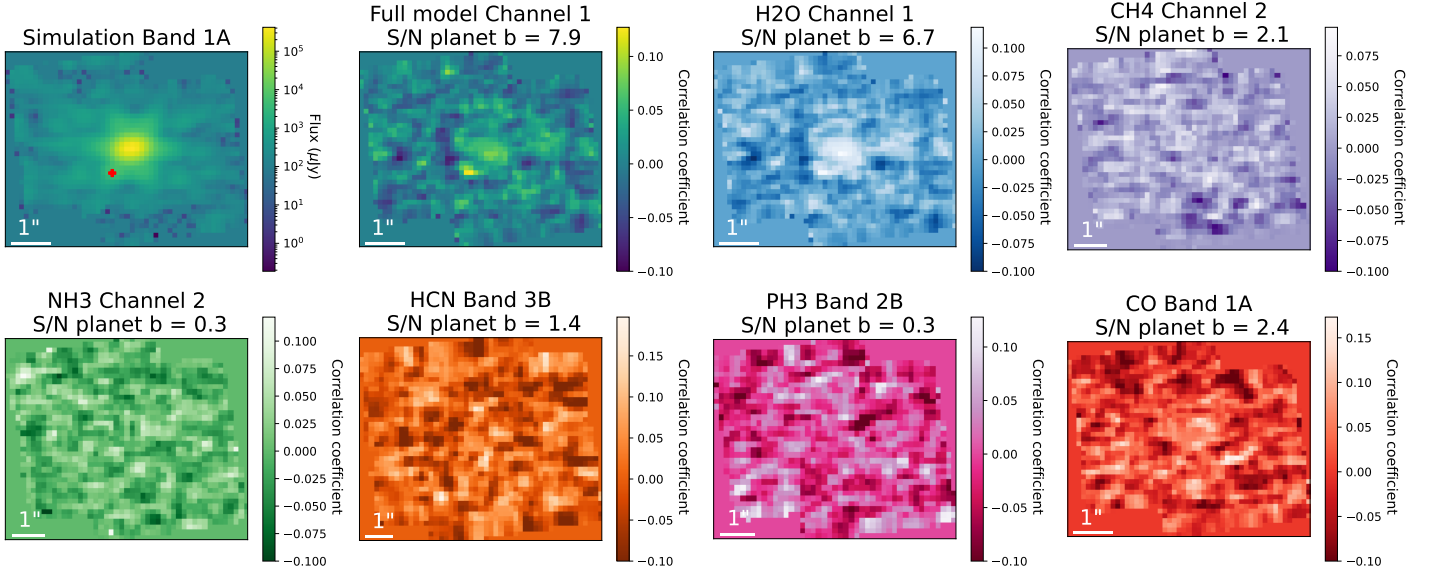 Simulation Band 1A
10⁵
10⁴
10³
10²
10¹
10⁰
Flux (μJy)
1"
Full model Channel 1
S/N planet b = 7.9
0.10
0.05
0.00
−0.05
−0.10
Correlation coefficient
1"
H2O Channel 1
S/N planet b = 6.7
0.100
0.075
0.050
0.025
0.000
−0.025
−0.050
−0.075
−0.100
Correlation coefficient
1"
CH4 Channel 2
S/N planet b = 2.1
0.075
0.050
0.025
0.000
−0.025
−0.050
−0.075
−0.100
Correlation coefficient
1"
NH3 Channel 2
S/N planet b = 0.3
0.100
0.075
0.050
0.025
0.000
−0.025
−0.050
−0.075
−0.100
Correlation coefficient
1"
HCN Band 3B
S/N planet b = 1.4
0.15
0.10
0.05
0.00
−0.05
−0.10
Correlation coefficient
1"
PH3 Band 2B
S/N planet b = 0.3
0.10
0.05
0.00
−0.05
−0.10
Correlation coefficient
1"
CO Band 1A
S/N planet b = 2.4
0.15
0.10
0.05
0.00
−0.05
−0.10
Correlation coefficient
1"